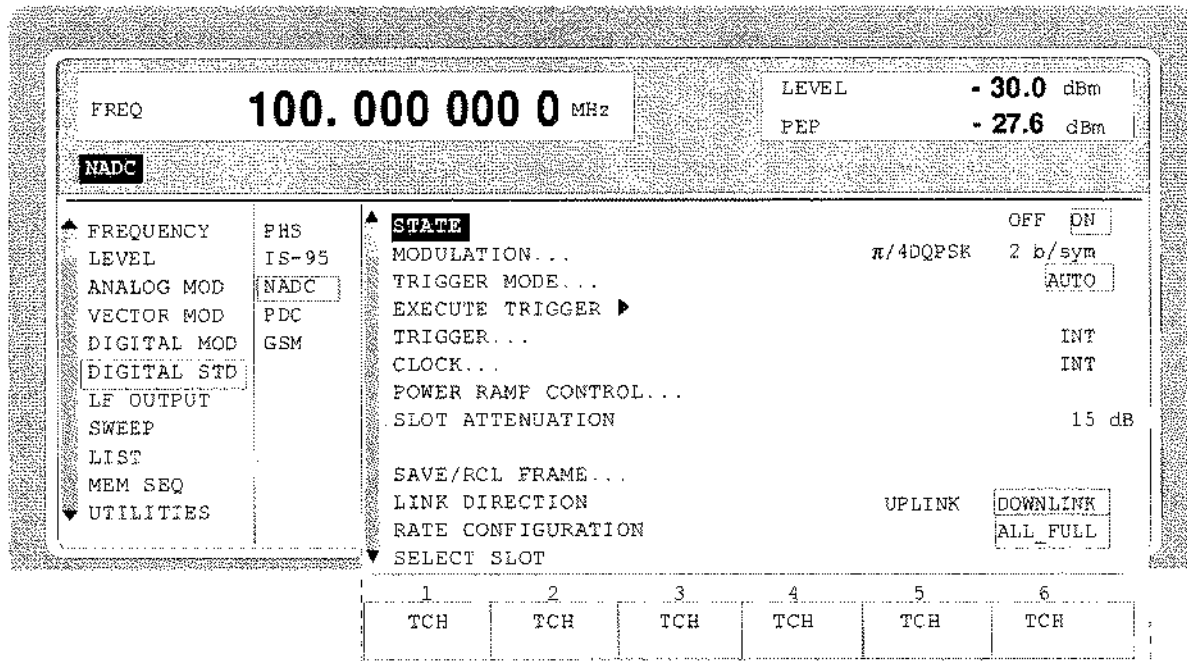 FREQ 100. 000 000 0 MHz
LEVEL - 30.0 dBm
PEP - 27.6 dBm
NADC
FREQUENCY
LEVEL
ANALOG MOD
VECTOR MOD
DIGITAL MOD
DIGITAL STD
LF OUTPUT
SWEEP
LIST
MEM SEQ
UTILITIES
PHS
IS-95
NADC
PDC
GSM
STATE OFF ON
MODULATION... π/4DQPSK 2 b/sym
TRIGGER MODE... AUTO
EXECUTE TRIGGER ▶
TRIGGER... INT
CLOCK... INT
POWER RAMP CONTROL...
SLOT ATTENUATION 15 dB
SAVE/RCL FRAME...
LINK DIRECTION UPLINK DOWNLINK
RATE CONFIGURATION ALL_FULL
SELECT SLOT
1 2 3 4 5 6
TCH TCH TCH TCH TCH TCH